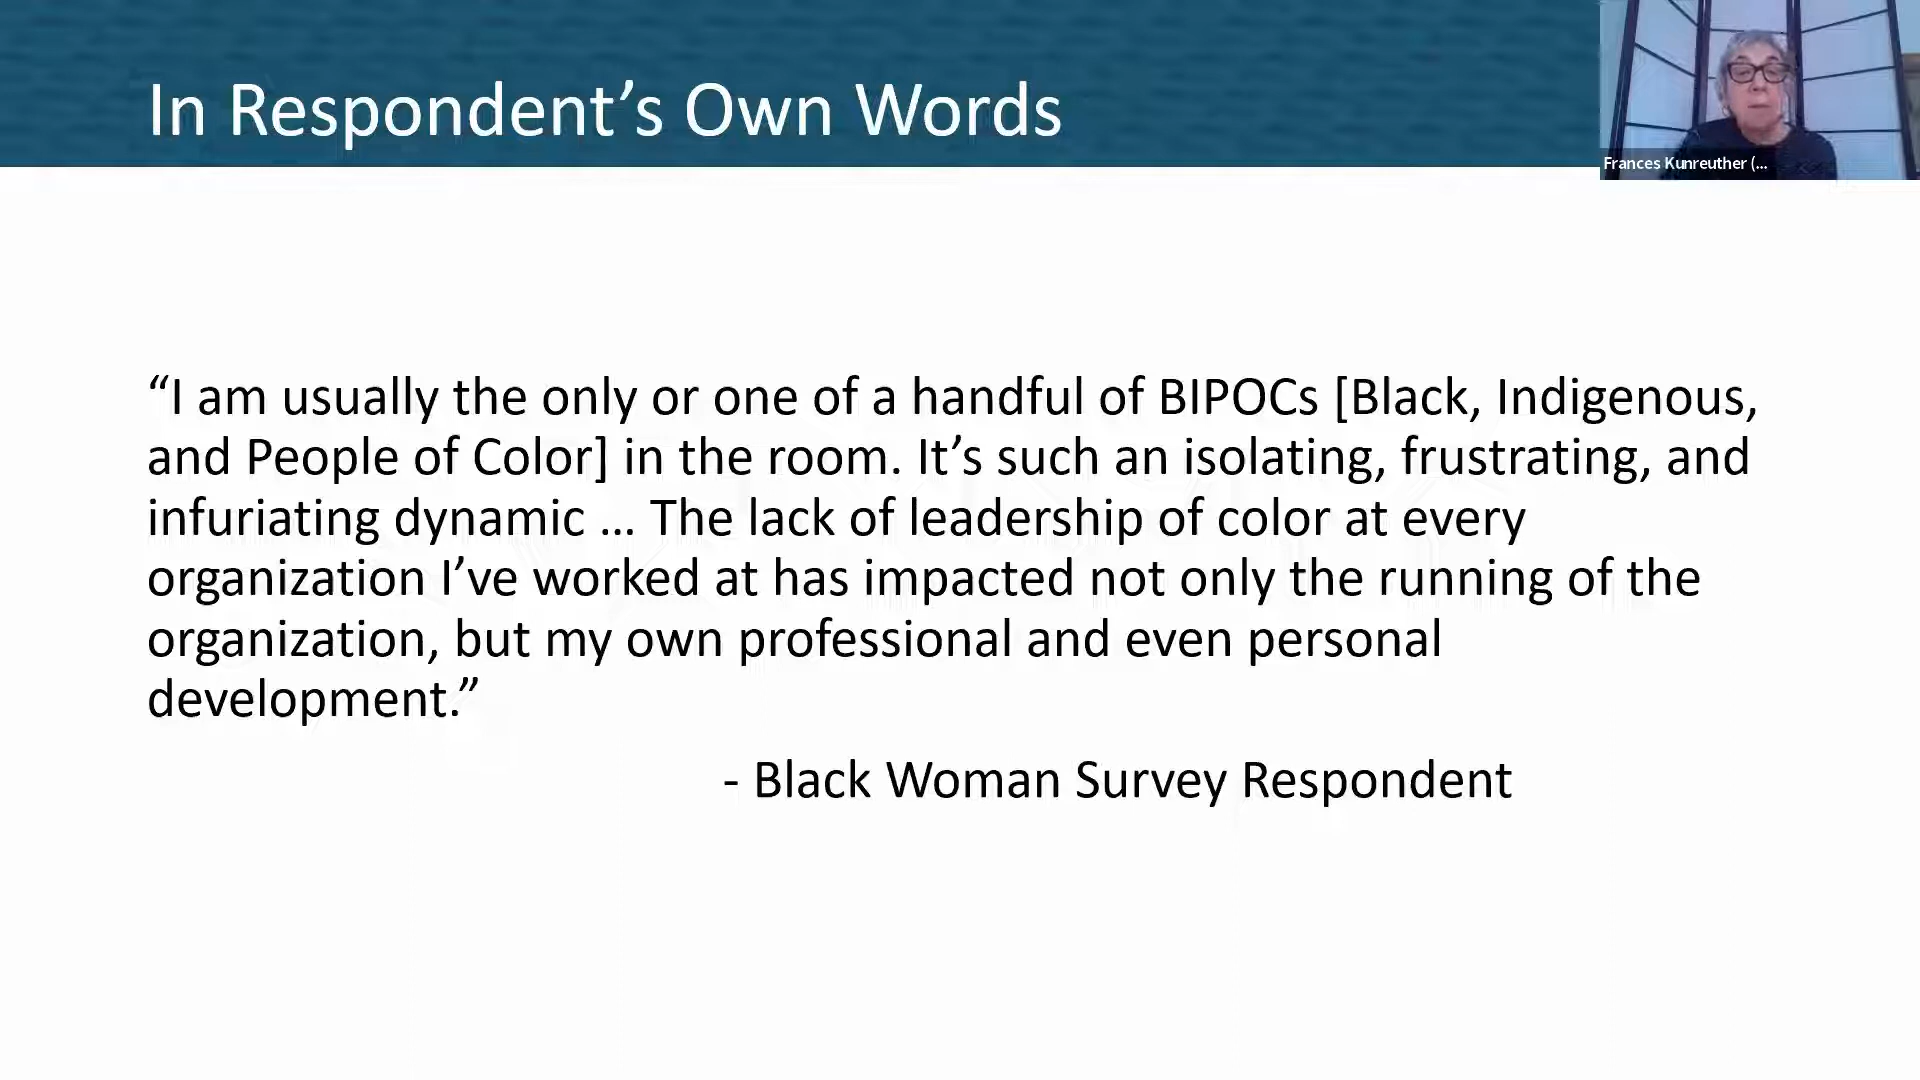 In Respondent’s Own Words
Frances Kunreuther (...
“I am usually the only or one of a handful of BIPOCs [Black, Indigenous,
and People of Color] in the room. It’s such an isolating, frustrating, and
infuriating dynamic … The lack of leadership of color at every
organization I’ve worked at has impacted not only the running of the
organization, but my own professional and even personal
development.”
- Black Woman Survey Respondent